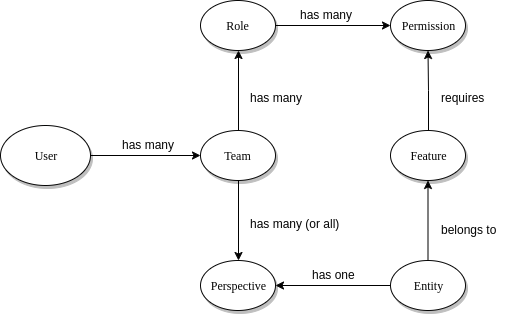 Role
has many
Permission
has many
requires
User
has many
Team
Feature
has many (or all)
belongs to
Perspective
has one
Entity